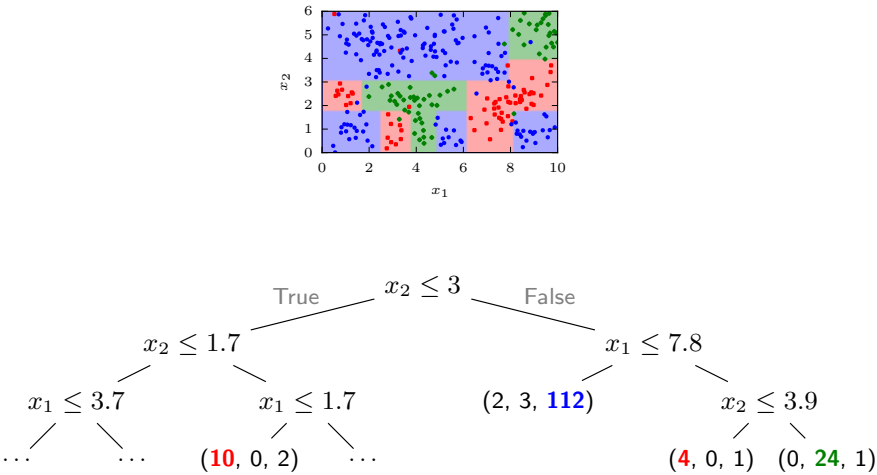 6
5
4
3
2
1
0
x₂
0 2 4 6 8 10
x₁
x₂ ≤ 3
True False
x₂ ≤ 1.7 x₁ ≤ 7.8
x₁ ≤ 3.7 x₁ ≤ 1.7 (2, 3, 112) x₂ ≤ 3.9
... ... (10, 0, 2) ... (4, 0, 1) (0, 24, 1)